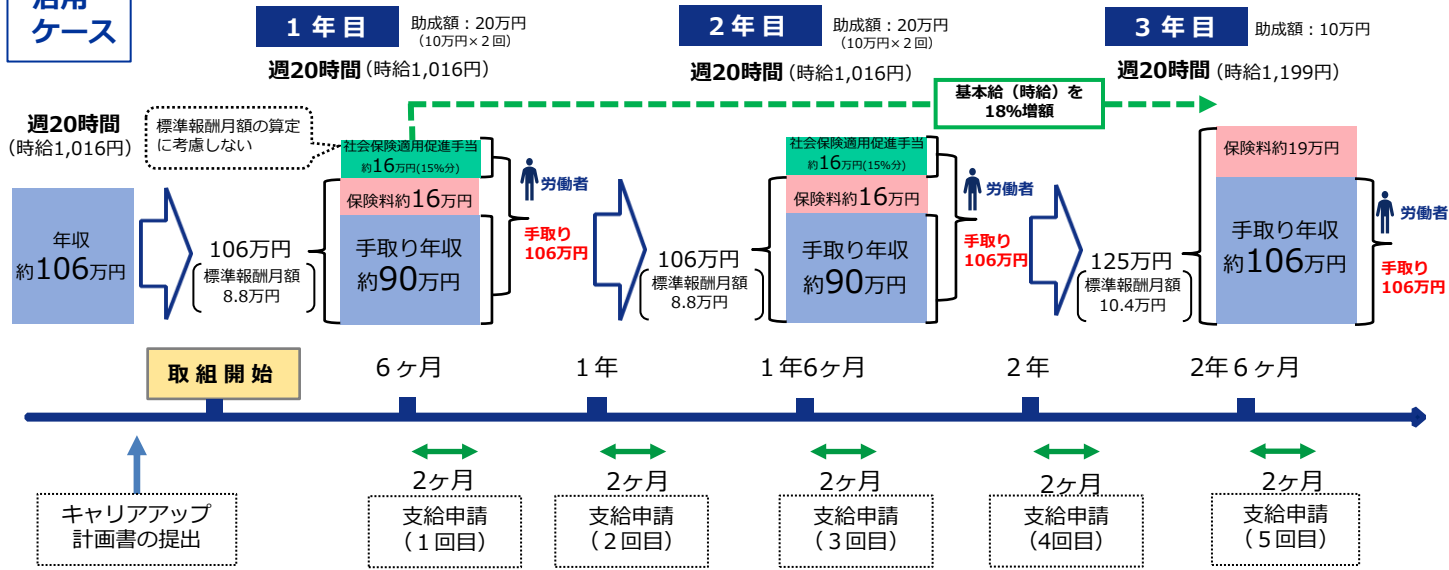 活用
ケース
1年目
助成額:20万円
(10万円×2回)
週20時間(時給1,016円)
2年目
助成額:20万円
(10万円×2回)
週20時間(時給1,016円)
3年目
助成額:10万円
週20時間(時給1,199円)
基本給(時給)を
18%増額
週20時間
(時給1,016円)
標準報酬月額の算定
に考慮しない
年収
約106万円
106万円
標準報酬月額
8.8万円
社会保険適用促進手当
約16万円(15%分)
保険料約16万円
手取り年収
約90万円
労働者
手取り
106万円
106万円
標準報酬月額
8.8万円
社会保険適用促進手当
約16万円(15%分)
保険料約16万円
手取り年収
約90万円
労働者
手取り
106万円
125万円
標準報酬月額
10.4万円
保険料約19万円
手取り年収
約106万円
労働者
手取り
106万円
取組開始
6ヶ月
1年
1年6ヶ月
2年
2年6ヶ月
キャリアアップ
計画書の提出
2ヶ月
支給申請
(1回目)
2ヶ月
支給申請
(2回目)
2ヶ月
支給申請
(3回目)
2ヶ月
支給申請
(4回目)
2ヶ月
支給申請
(5回目)